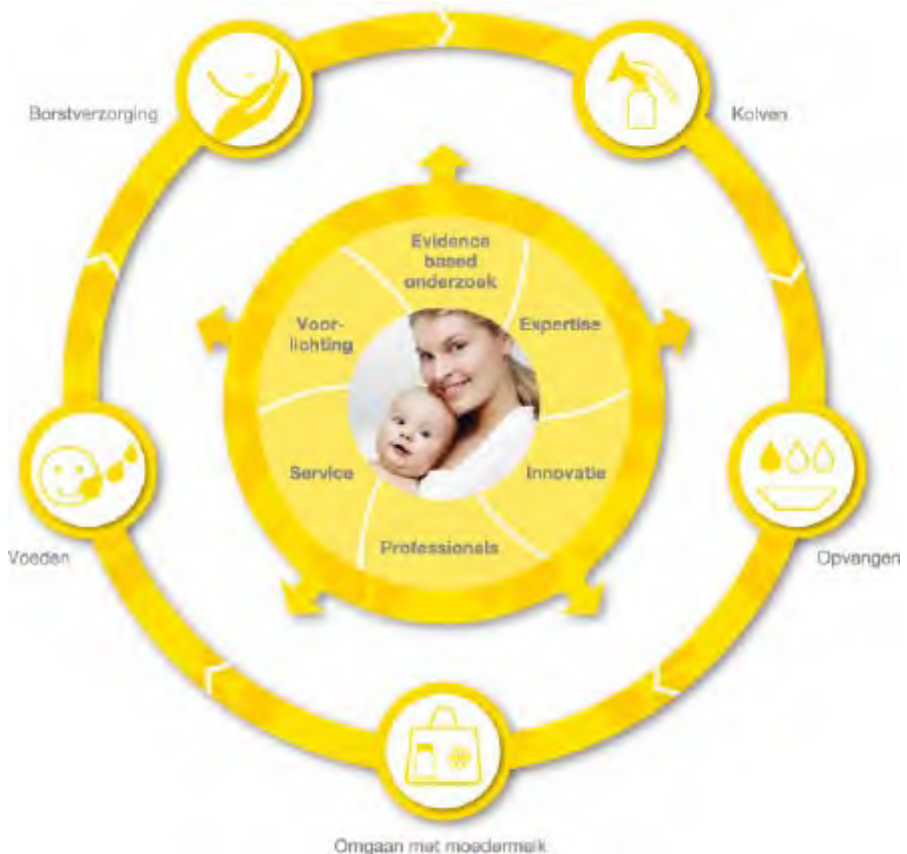 Borstverzorging
Kolven
Evidence
based
onderzoek
Voor-
lichting
Expertise
Service
Innovatie
Professionals
Voeden
Opvangen
Omgaan met moedermelk